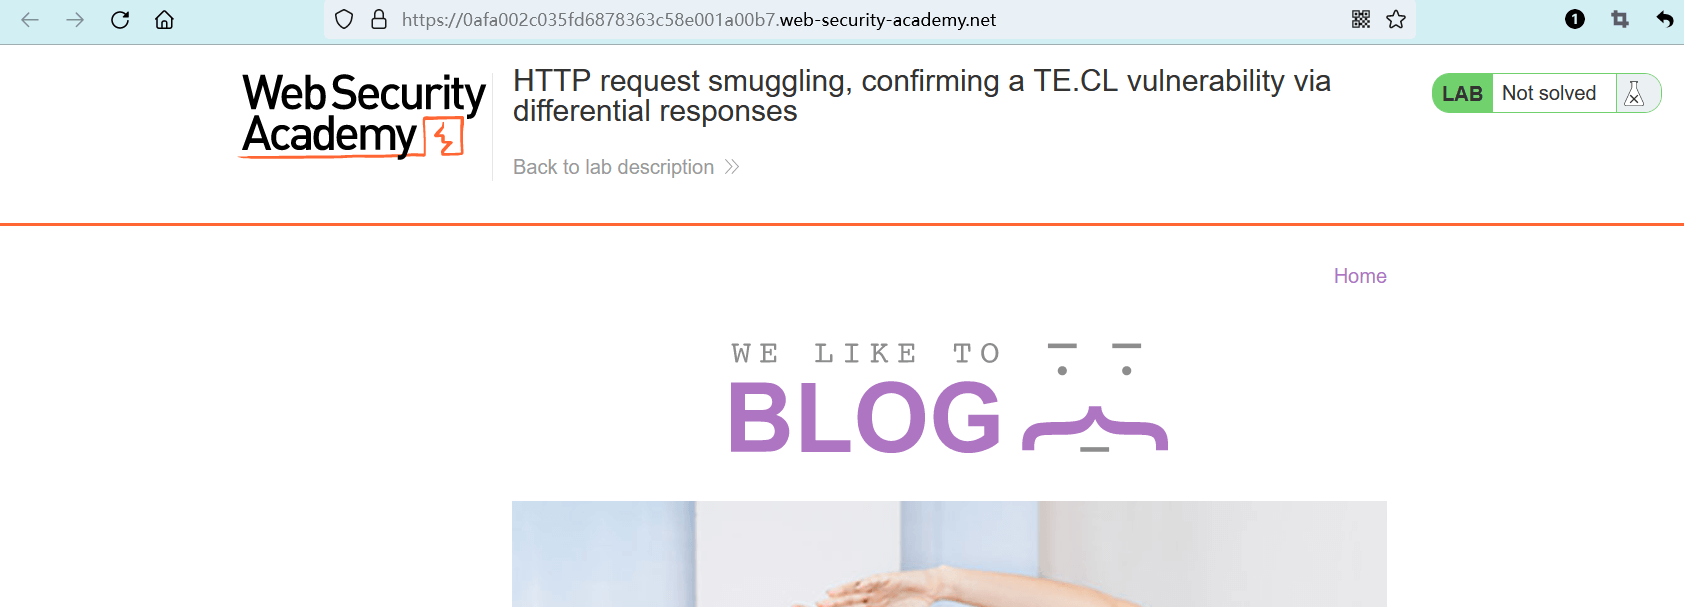 https://0afa002c035fd6878363c58e001a00b7.web-security-academy.net
1
Web Security
Academy
HTTP request smuggling, confirming a TE.CL vulnerability via
differential responses
Back to lab description
LAB Not solved
Home
WE LIKE TO
BLOG